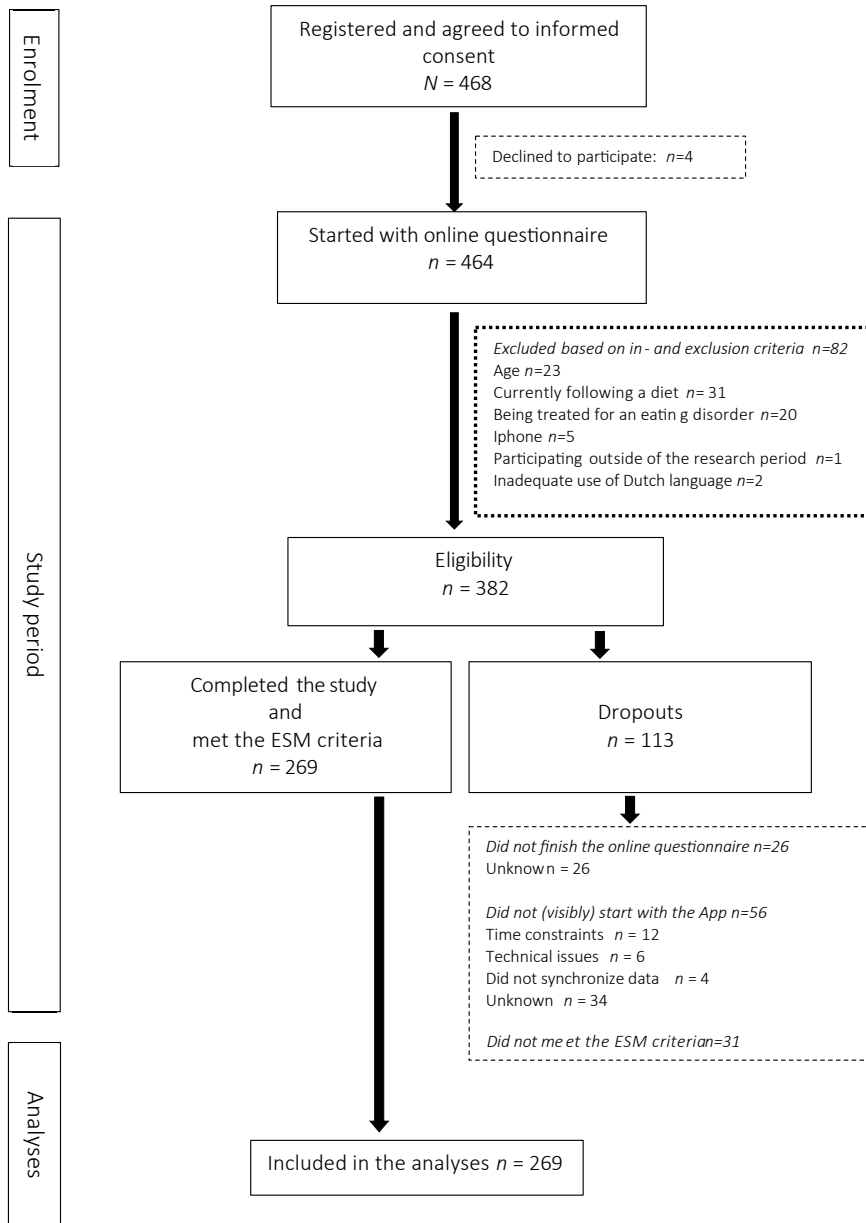 Enrolment
Registered and agreed to informed
consent
N = 468
Declined to participate: n=4
Study period
Started with online questionnaire
n = 464
Excluded based on in- and exclusion criteria n=82
Age n=23
Currently following a diet n= 31
Being treated for an eatin g disorder n=20
Iphone n=5
Participating outside of the research period n=1
Inadequate use of Dutch language n=2
Eligibility
n = 382
Completed the study
and
met the ESM criteria
n = 269
Dropouts
n = 113
Did not finish the online questionnaire n=26
Unknown = 26
Did not (visibly) start with the App n=56
Time constraints n = 12
Technical issues n = 6
Did not synchronize data n = 4
Unknown n = 34
Did not me et the ESM criterian=31
Analyses
Included in the analyses n = 269